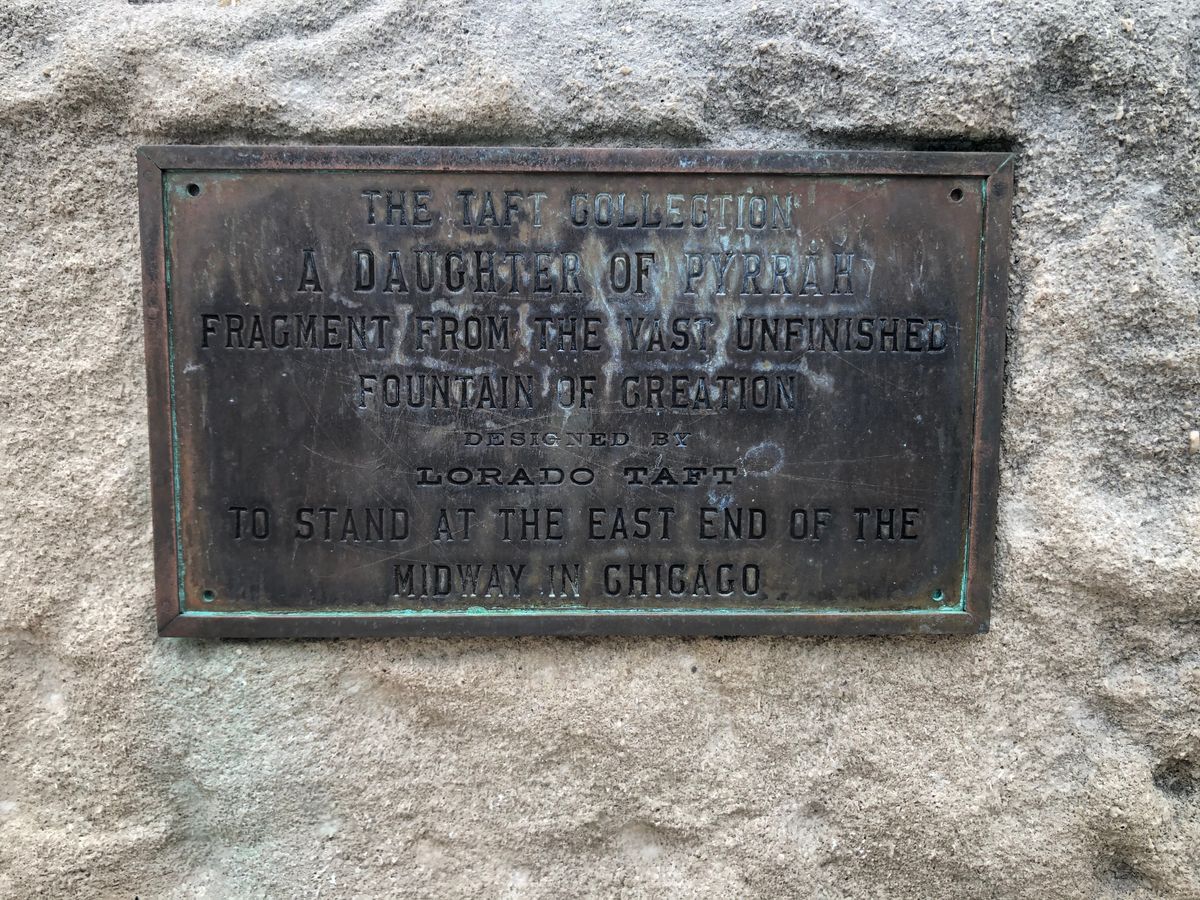 THE TAFT COLLECTION
A DAUGHTER OF PYRRAH
FRAGMENT FROM THE VAST UNFINISHED
FOUNTAIN OF CREATION
DESIGNED BY
LORADO TAFT
TO STAND AT THE EAST END OF THE
MIDWAY IN CHICAGO